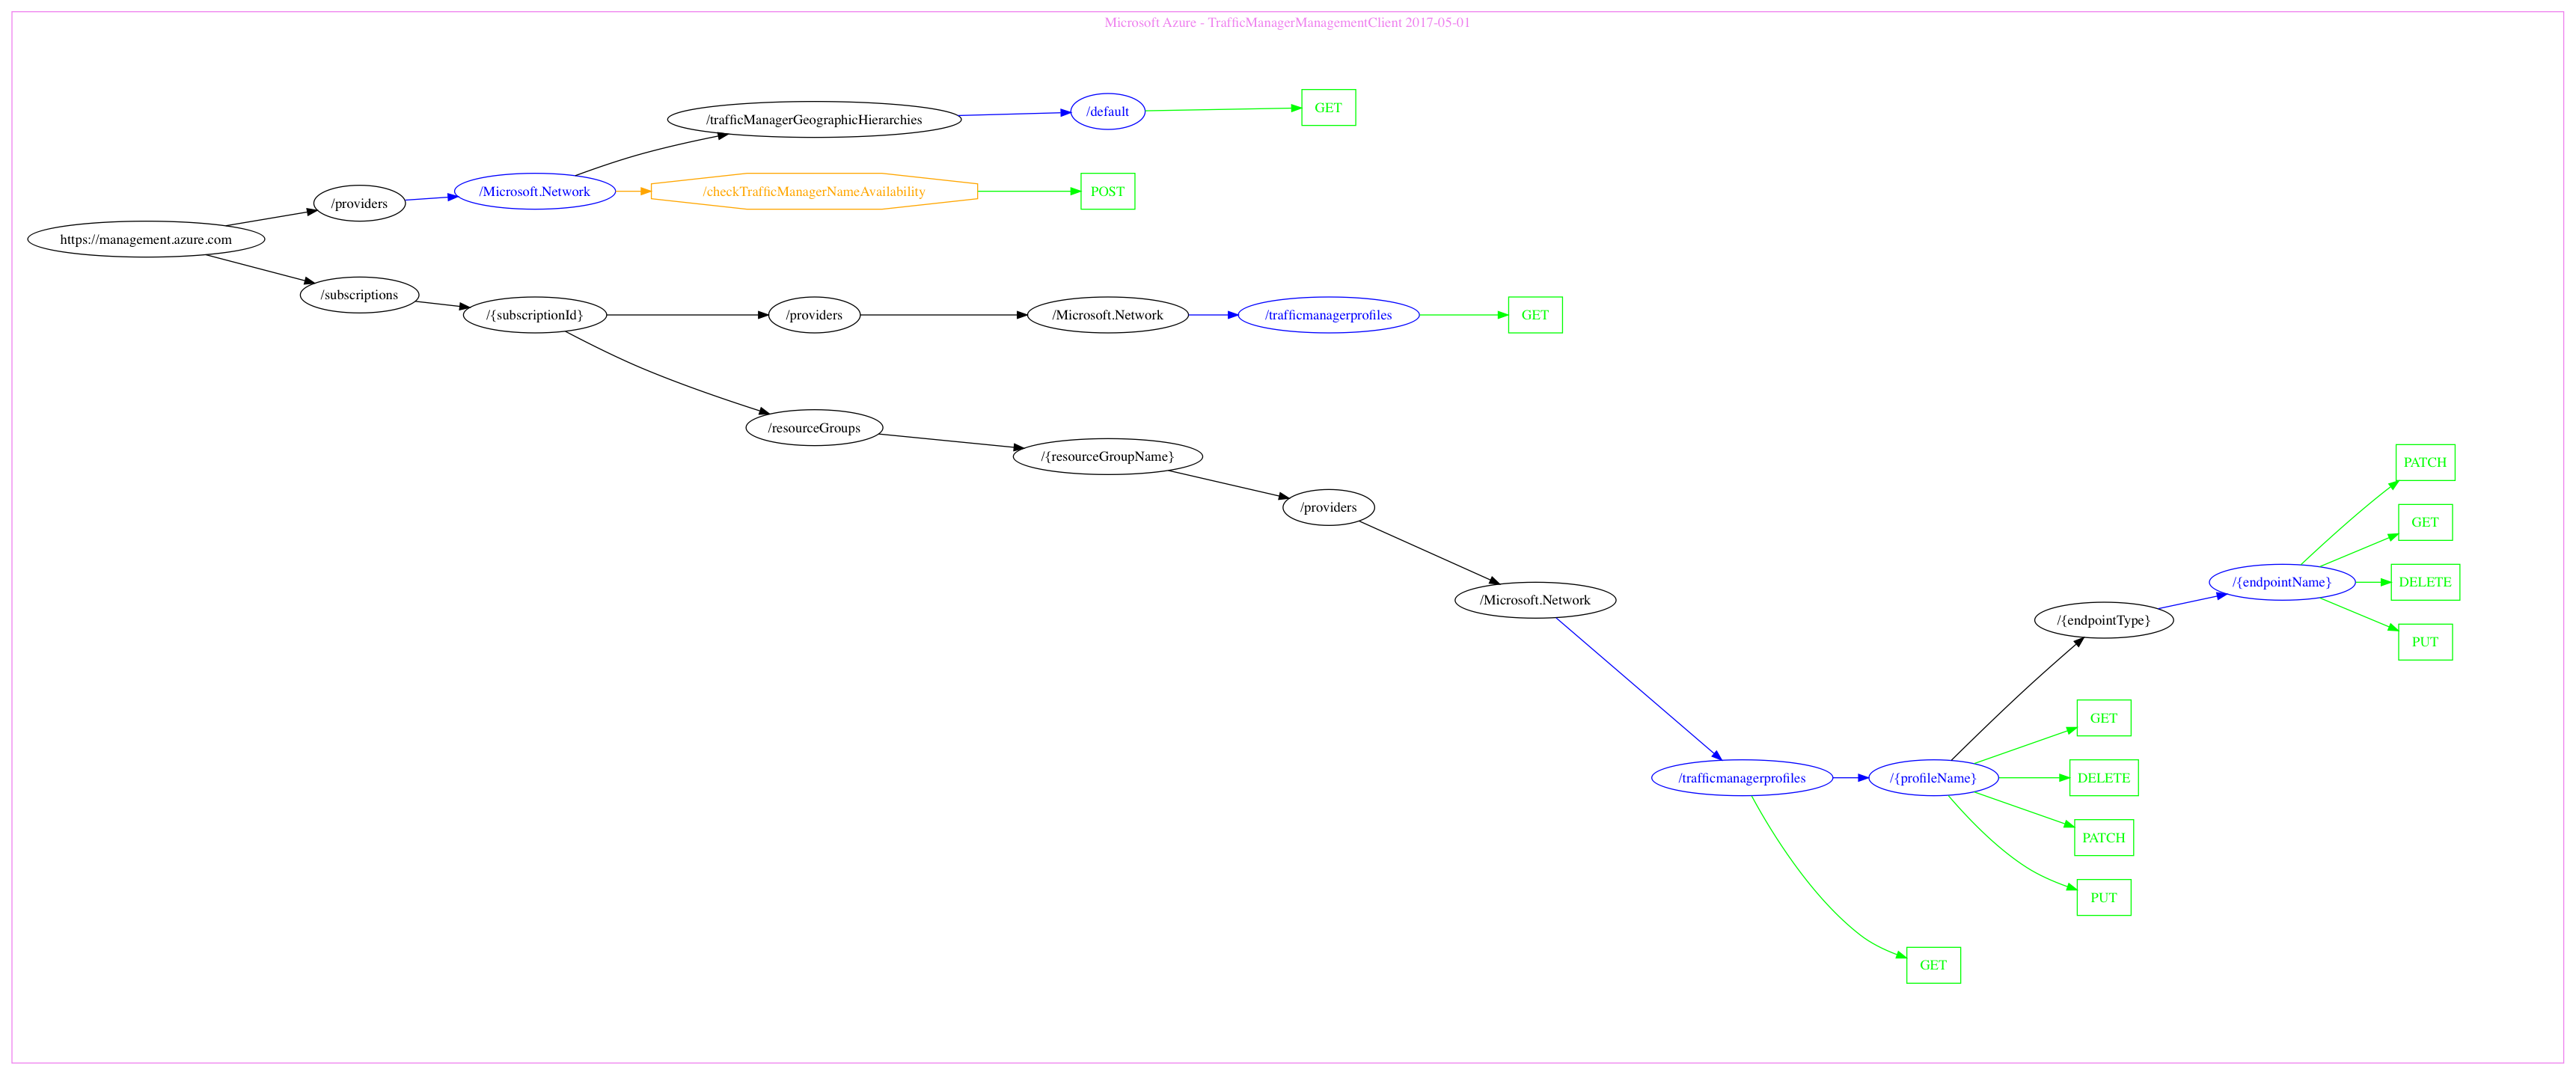 Microsoft Azure - TrafficManagerManagementClient 2017-05-01
/default
GET
/trafficManagerGeographicHierarchies
/providers
/Microsoft.Network
/checkTrafficManagerNameAvailability
POST
https://management.azure.com
/subscriptions
/{subscriptionId}
/providers
/Microsoft.Network
/trafficmanagerprofiles
GET
/resourceGroups
/{resourceGroupName}
/providers
/Microsoft.Network
/trafficmanagerprofiles
/{profileName}
/{endpointType}
/{endpointName}
PATCH
GET
DELETE
PUT
GET
DELETE
PATCH
PUT
GET